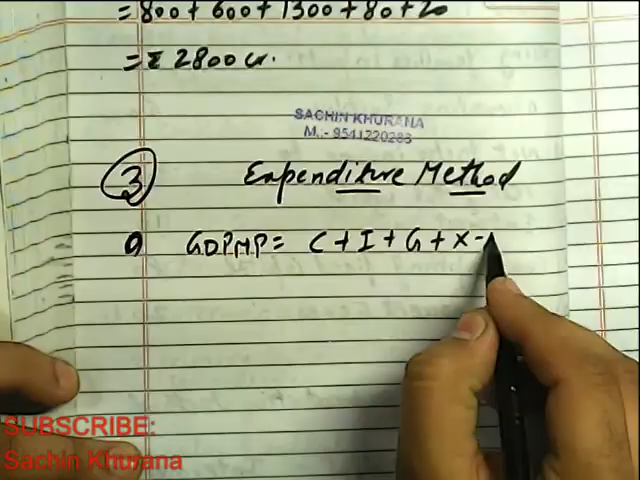 = 800 + 600 + 1300 + 80 + 20
= ₹ 2800 cr.
SACHIN KHURANA
M.:- 9541220283
3 Expenditure Method
GDPMP = C + I + G + X -
SUBSCRIBE:
Sachin Khurana